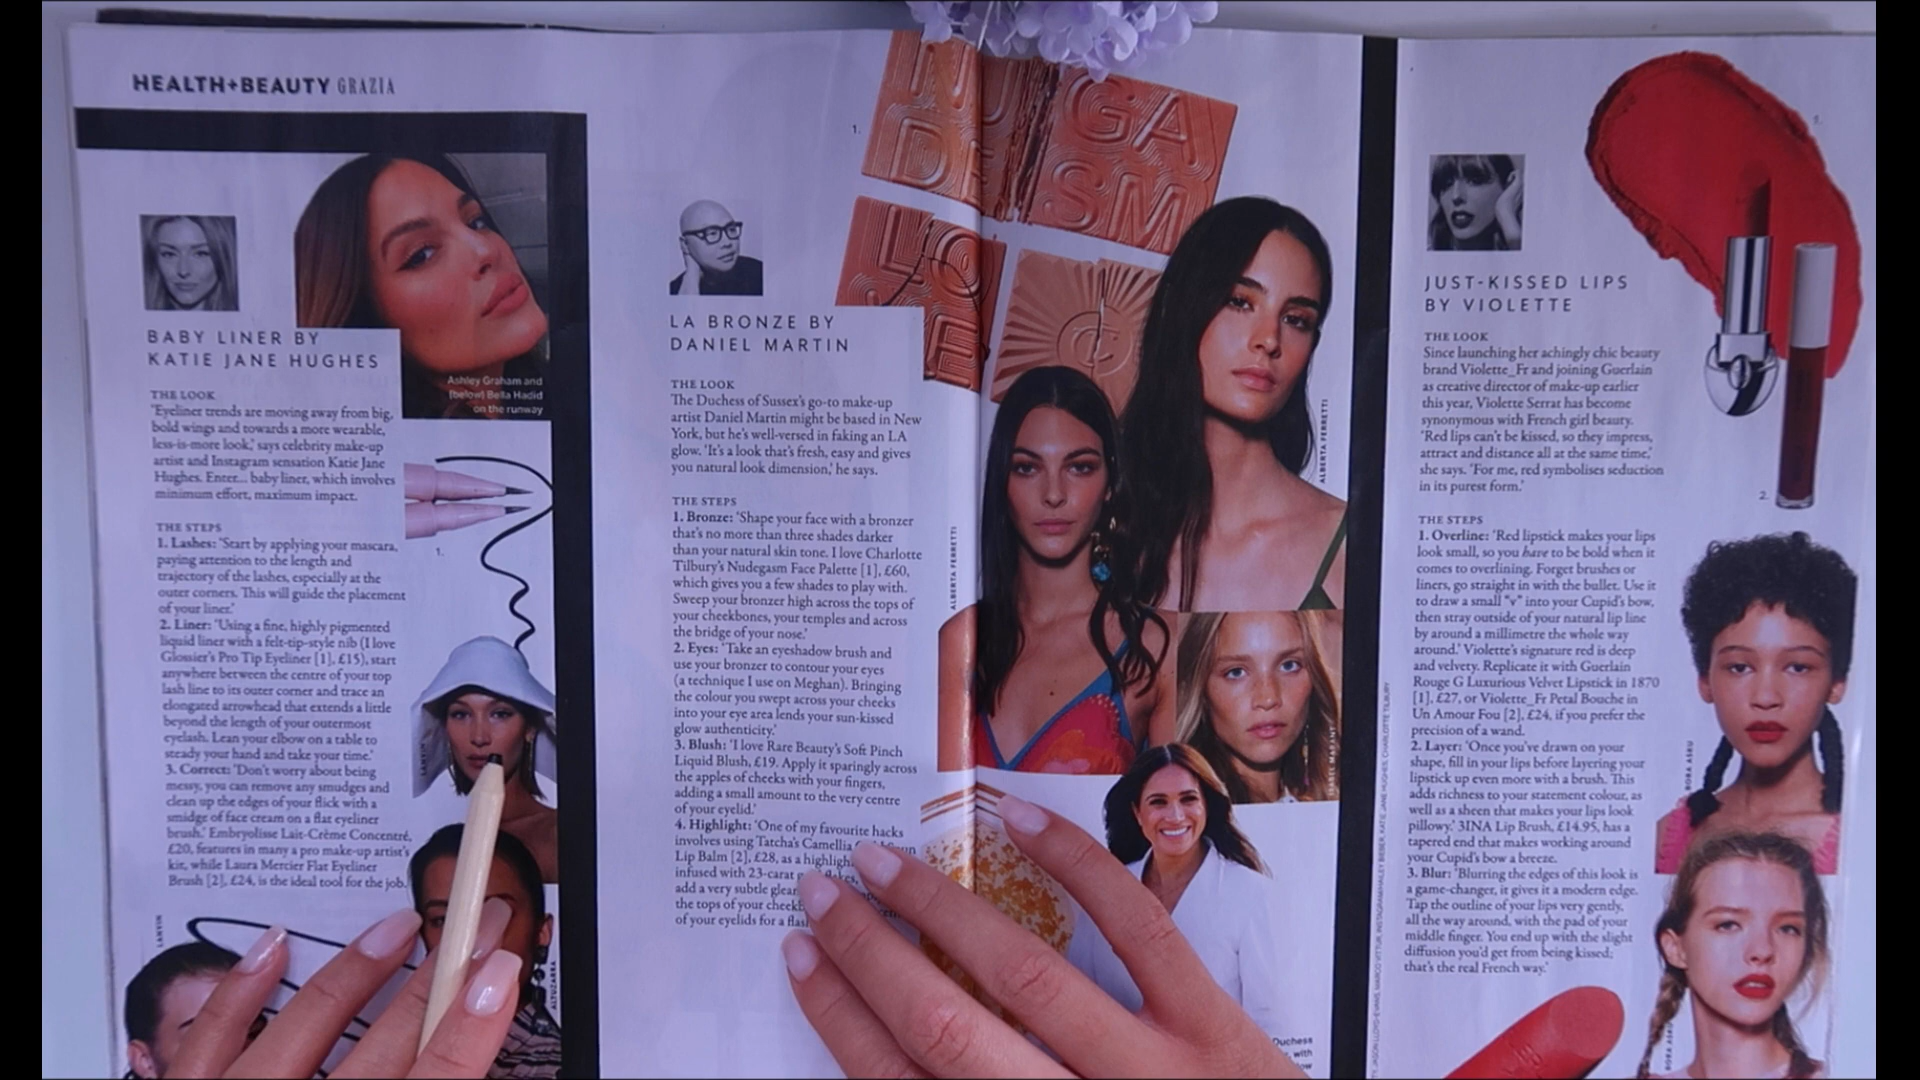 HEALTH+BEAUTY GRAZIA
BABY LINER BY
KATIE JANE HUGHES
Ashley Graham and
(below) Bella Hadid
on the runway
THE LOOK
'Eyeliner trends are moving away from big,
bold wings and towards a more wearable,
less-is-more look,' says celebrity make-up
artist and Instagram sensation Katie Jane
Hughes. Enter... baby liner, which involves
minimum effort, maximum impact.
THE STEPS
1. Lashes: 'Start by applying your mascara,
paying attention to the length and
trajectory of the lashes, especially at the
outer corners. This will guide the placement
of your liner.'
2. Liner: 'Using a fine, highly pigmented
liquid liner with a felt-tip-style nib (I love
Glossier's Pro Tip Eyeliner [1], £15), start
anywhere between the centre of your top
lash line to its outer corner and trace an
elongated arrowhead that extends a little
beyond the length of your outermost
eyelash. Lean your elbow on a table to
steady your hand and take your time.'
3. Correct: 'Don't worry about being
messy, you can remove any smudges and
clean up the edges of your flick with a
smidge of face cream on a flat eyeliner
brush.' Embryolisse Lait-Crème Concentré,
£20, features in many a pro make-up artist's
kit, while Laura Mercier Flat Eyeliner
Brush [2], £24, is the ideal tool for the job.
1.
LANVIN
LANVIN
ALTUZARRA
LA BRONZE BY
DANIEL MARTIN
THE LOOK
The Duchess of Sussex's go-to make-up
artist Daniel Martin might be based in New
York, but he's well-versed in faking an LA
glow. 'It's a look that's fresh, easy and gives
you natural look dimension,' he says.
THE STEPS
1. Bronze: 'Shape your face with a bronzer
that's no more than three shades darker
than your natural skin tone. I love Charlotte
Tilbury's Nudegasm Face Palette [1], £60,
which gives you a few shades to play with.
Sweep your bronzer high across the tops of
your cheekbones, your temples and across
the bridge of your nose.'
2. Eyes: 'Take an eyeshadow brush and
use your bronzer to contour your eyes
(a technique I use on Meghan). Bringing
the colour you swept across your cheeks
into your eye area lends your sun-kissed
glow authenticity.'
3. Blush: 'I love Rare Beauty's Soft Pinch
Liquid Blush, £19. Apply it sparingly across
the apples of cheeks with your fingers,
adding a small amount to the very centre
of your eyelid.'
4. Highlight: 'One of my favourite hacks
involves using Tatcha's Camellia
Lip Balm [2], £28, as a
infused with 23-carat
add a very subtle
the tops of your
of your eyelids for a
1.
GA
SM
LO
E
C
ALBERTA FERRETTI
ALBERTA FERRETTI
ISABEL MARANT
Duchess
with
JUST-KISSED LIPS
BY VIOLETTE
THE LOOK
Since launching her achingly chic beauty
brand Violette_Fr and joining Guerlain
as creative director of make-up earlier
this year, Violette Serrat has become
synonymous with French girl beauty.
'Red lips can't be kissed, so they impress,
attract and distance all at the same time,'
she says. 'For me, red symbolises seduction
in its purest form.'
THE STEPS
1. Overline: 'Red lipstick makes your lips
look small, so you have to be bold when it
comes to overlining. Forget brushes or
liners, go straight in with the bullet. Use it
to draw a small "v" into your Cupid's bow,
then stray outside of your natural lip line
by around a millimetre the whole way
around.' Violette's signature red is deep
and velvety. Replicate it with Guerlain
Rouge G Luxurious Velvet Lipstick in 1870
[1], £27, or Violette_Fr Petal Bouche in
Un Amour Fou [2], £24, if you prefer the
precision of a wand.
2. Layer: 'Once you've drawn on your
shape, fill in your lips before layering your
lipstick up even more with a brush. This
adds richness to your statement colour, as
well as a sheen that makes your lips look
pillowy.' 3INA Lip Brush, £14.95, has a
tapered end that makes working around
your Cupid's bow a breeze.
3. Blur: 'Blurring the edges of this look is
a game-changer, it gives it a modern edge.
Tap the outline of your lips very gently,
all the way around, with the pad of your
middle finger. You end up with the slight
diffusion you'd get from being kissed;
that's the real French way.'
1.
2.
BORA AKSU
BORA AKSU